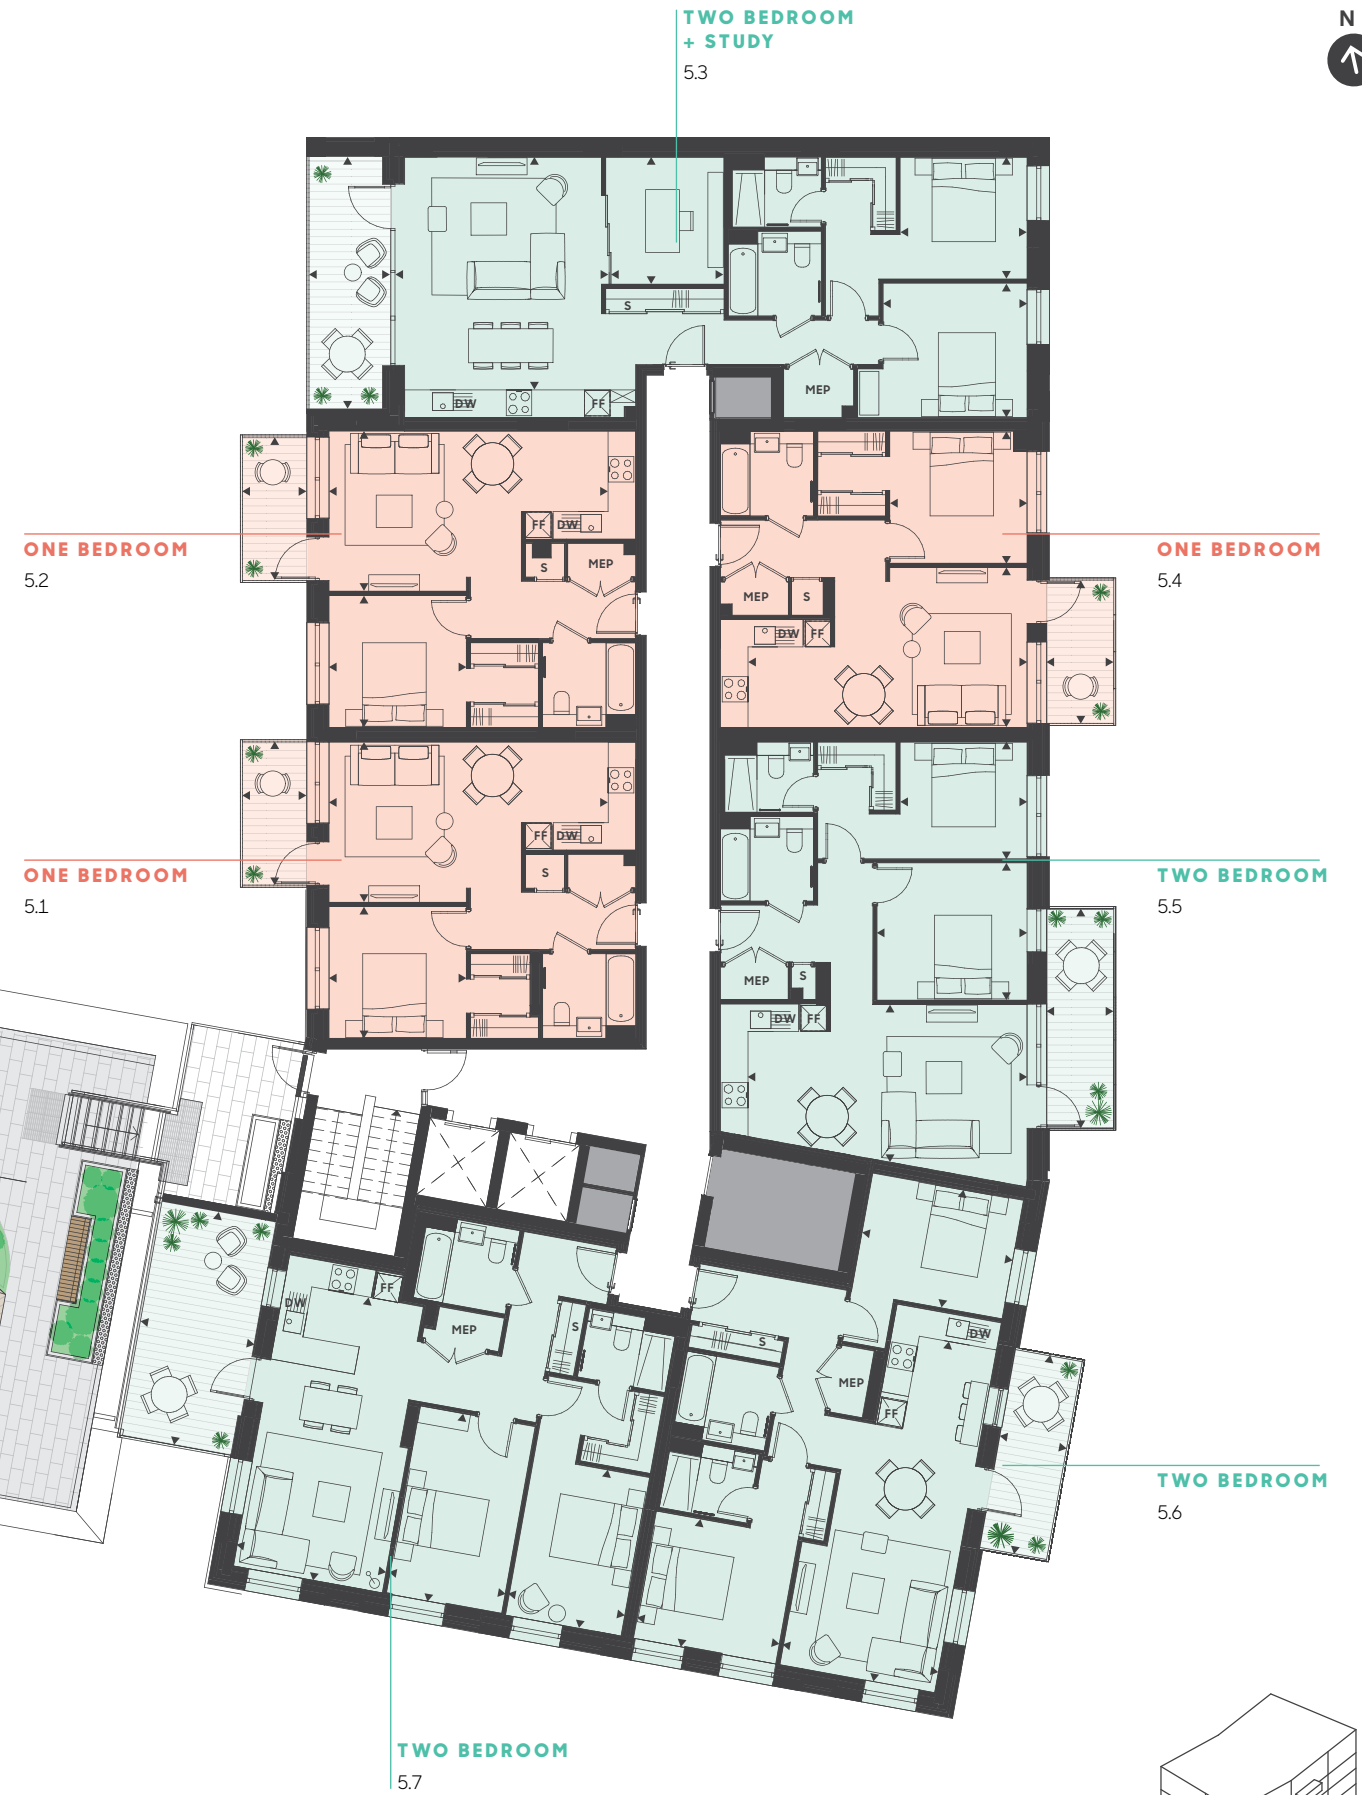 TWO BEDROOM
+ STUDY
5.3
N
S
DW
FF
MEP
FF
DW
S
MEP
ONE BEDROOM
5.2
ONE BEDROOM
5.4
MEP
S
DW
FF
FF
DW
S
ONE BEDROOM
5.1
TWO BEDROOM
5.5
MEP
S
DW
FF
FF
DW
MEP
S
S
DW
MEP
FF
TWO BEDROOM
5.6
TWO BEDROOM
5.7